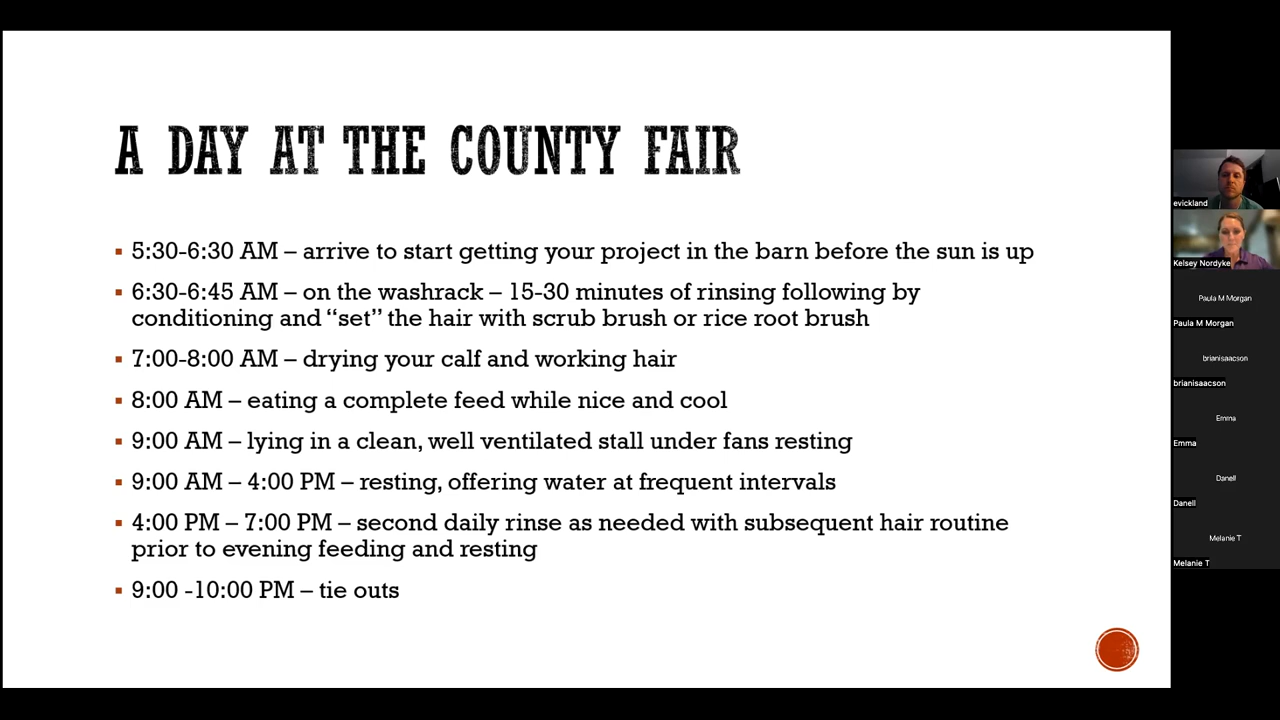 A DAY AT THE COUNTY FAIR
5:30-6:30 AM – arrive to start getting your project in the barn before the sun is up
6:30-6:45 AM – on the washrack – 15-30 minutes of rinsing following by
conditioning and “set” the hair with scrub brush or rice root brush
7:00-8:00 AM – drying your calf and working hair
8:00 AM – eating a complete feed while nice and cool
9:00 AM – lying in a clean, well ventilated stall under fans resting
9:00 AM – 4:00 PM – resting, offering water at frequent intervals
4:00 PM – 7:00 PM – second daily rinse as needed with subsequent hair routine
prior to evening feeding and resting
9:00 -10:00 PM – tie outs
evickland
Kelsey Nordyke
Paula M Morgan
Paula M Morgan
brianisaacson
brianisaacson
Emma
Emma
Danell
Danell
Melanie T
Melanie T